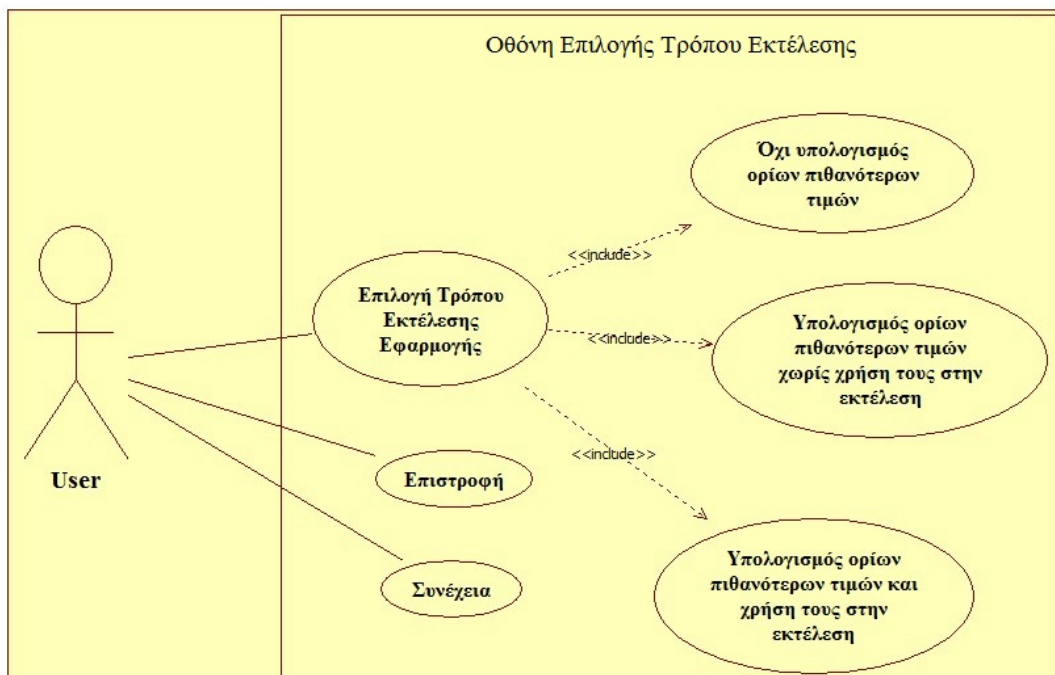 Οθόνη Επιλογής Τρόπου Εκτέλεσης
Όχι υπολογισμός
ορίων πιθανότερων
τιμών
<<include>>
Επιλογή Τρόπου
Εκτέλεσης
Εφαρμογής
<<include>>
Υπολογισμός ορίων
πιθανότερων τιμών
χωρίς χρήση τους στην
εκτέλεση
<<include>>
User
Επιστροφή
Συνέχεια
Υπολογισμός ορίων
πιθανότερων τιμών και
χρήση τους στην
εκτέλεση